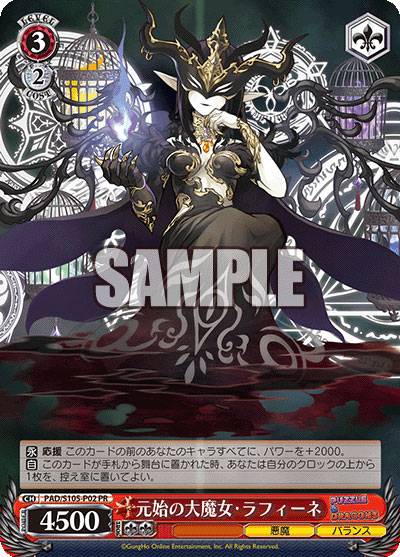 LEVEL
3
2
COST
SAMPLE
永 応援 このカードの前のあなたのキャラすべてに、パワーを+2000。
自 このカードが手札から舞台に置かれた時、あなたは自分のクロックの上から
1枚を、控え室に置いてよい。
CH PAD/S105-P02 PR
元始の大魔女・ラフィーネ
PUZZLE
& DRAGONS
POWER
4500
SOUL
悪魔
バランス
©GungHo Online Entertainment, Inc. All Rights Reserved.